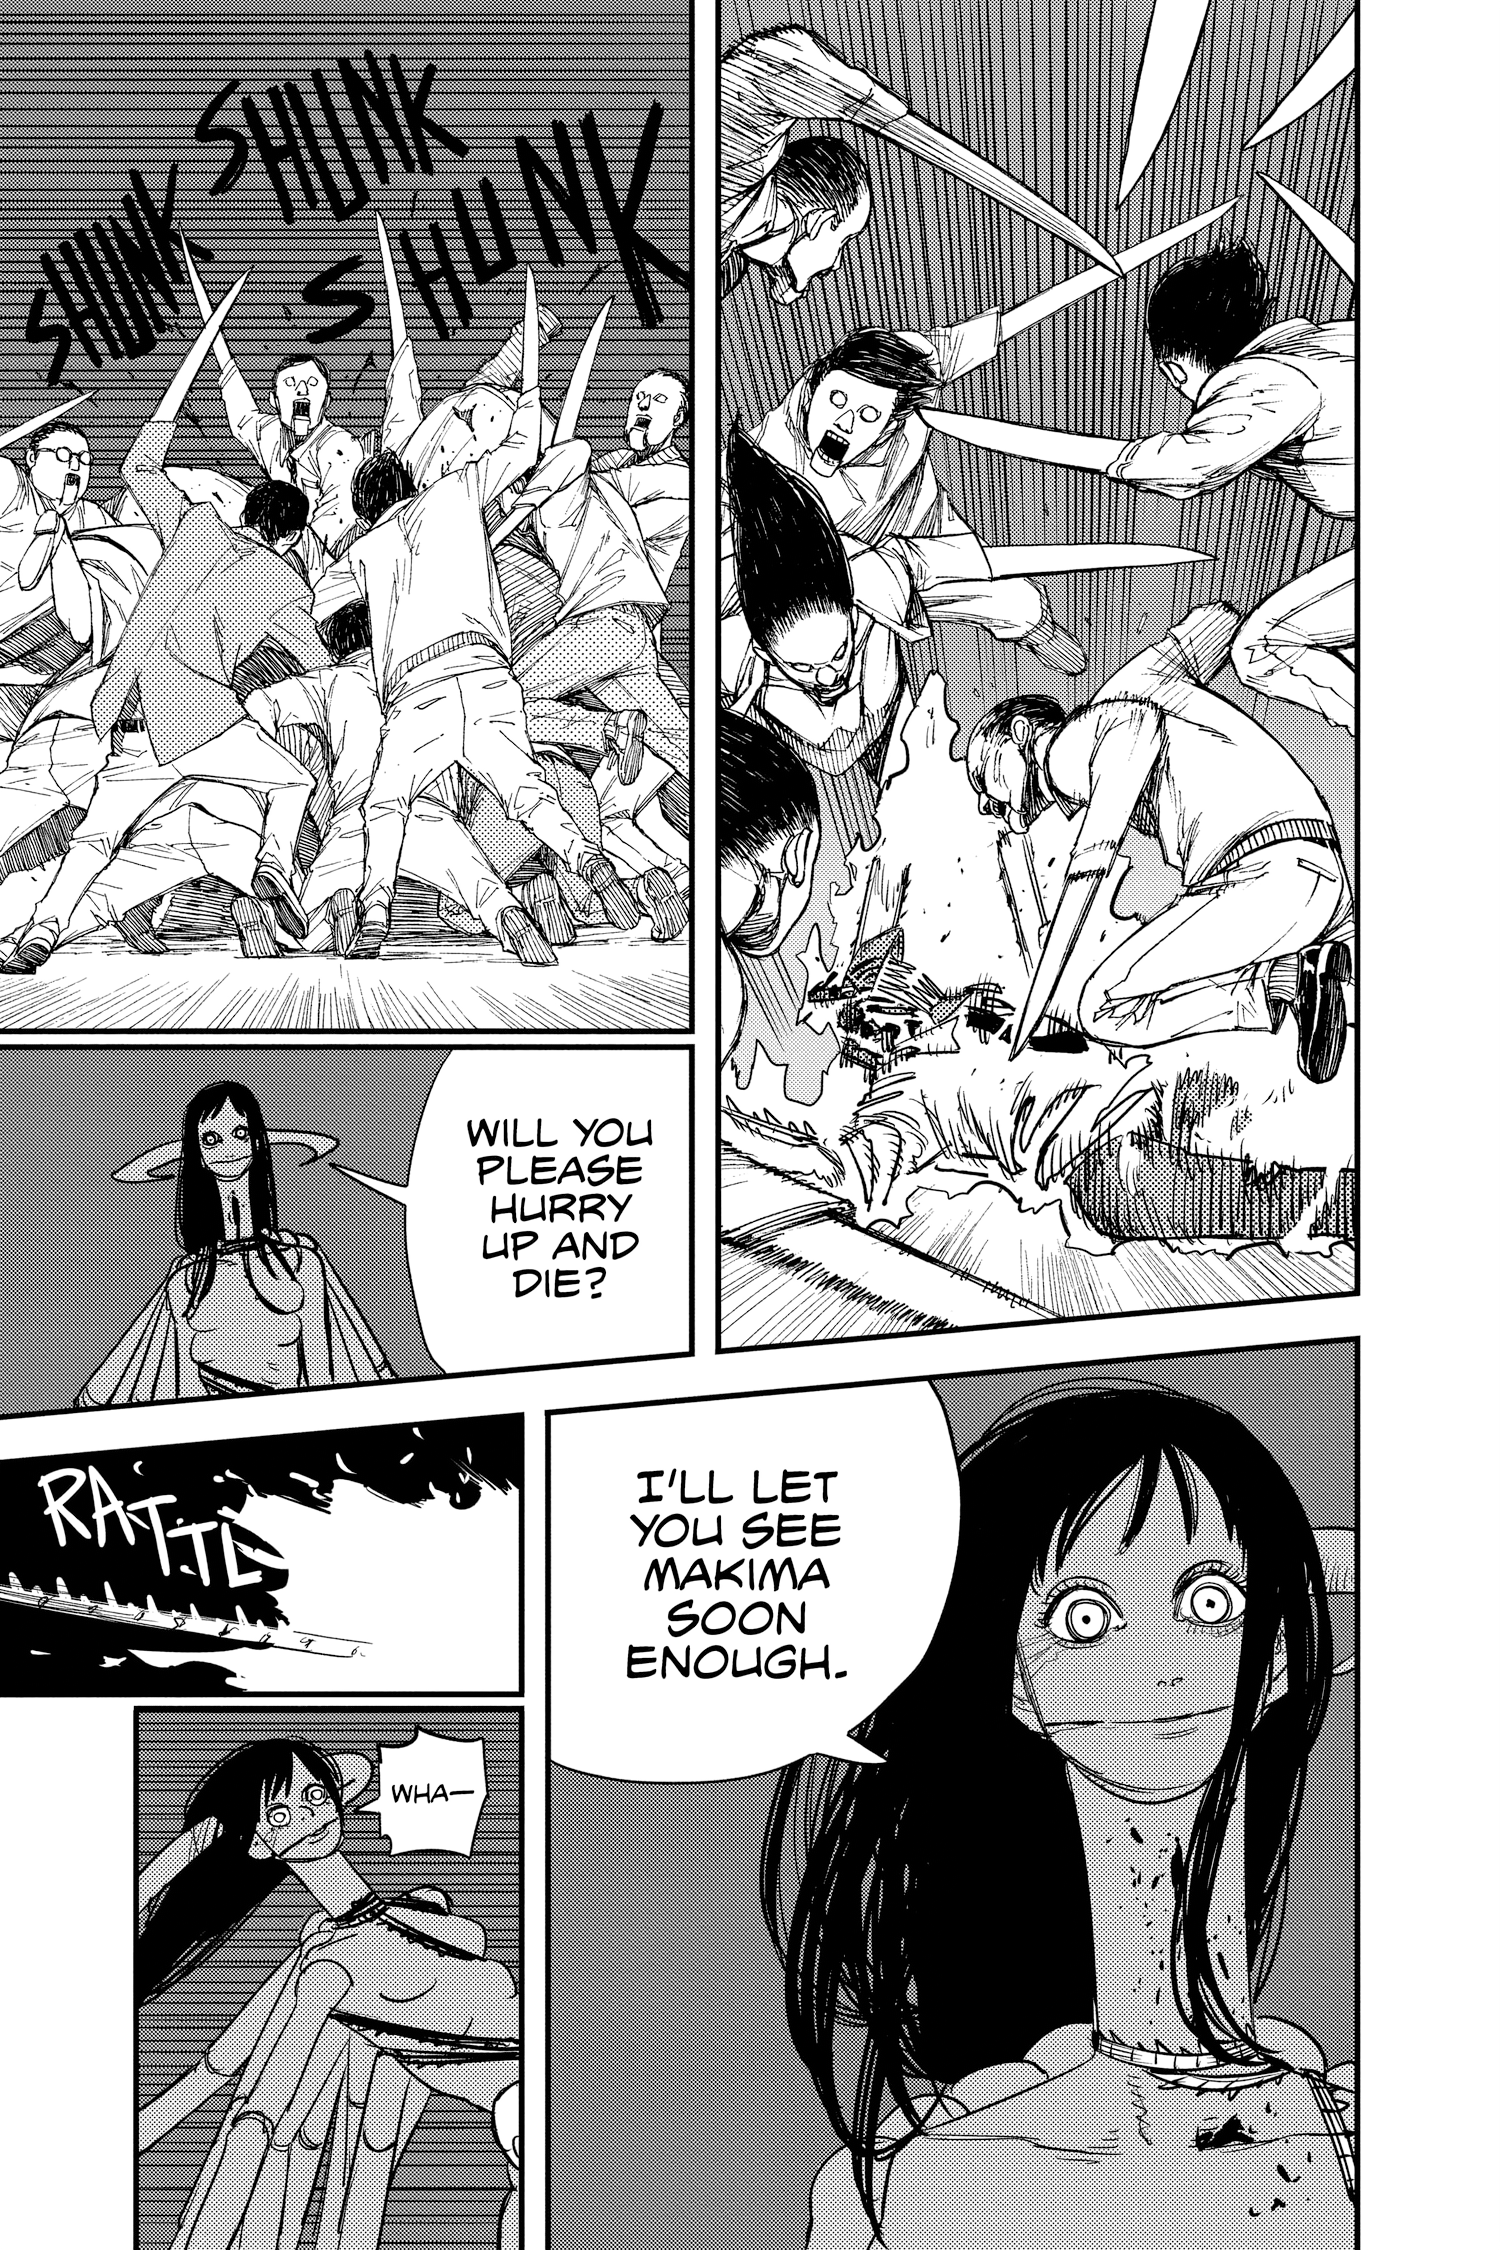 SHUNK
SHUNK
SHUNK
WILL YOU
PLEASE
HURRY
UP AND
DIE?
I'LL LET
YOU SEE
MAKIMA
SOON
ENOUGH.
RATTL
WHA—